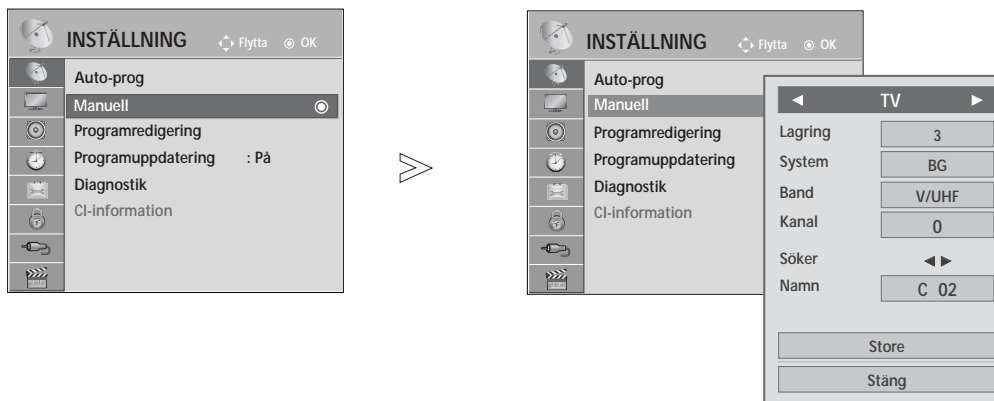 INSTÄLLNING Flytta OK
Auto-prog
Manuell
Programredigering
Programuppdatering : På
Diagnostik
CI-information
INSTÄLLNING Flytta OK
Auto-prog
Manuell
Programredigering
Programuppdatering
Diagnostik
CI-information
TV
Lagring 3
System BG
Band V/UHF
Kanal 0
Söker
Namn C 02
Store
Stäng